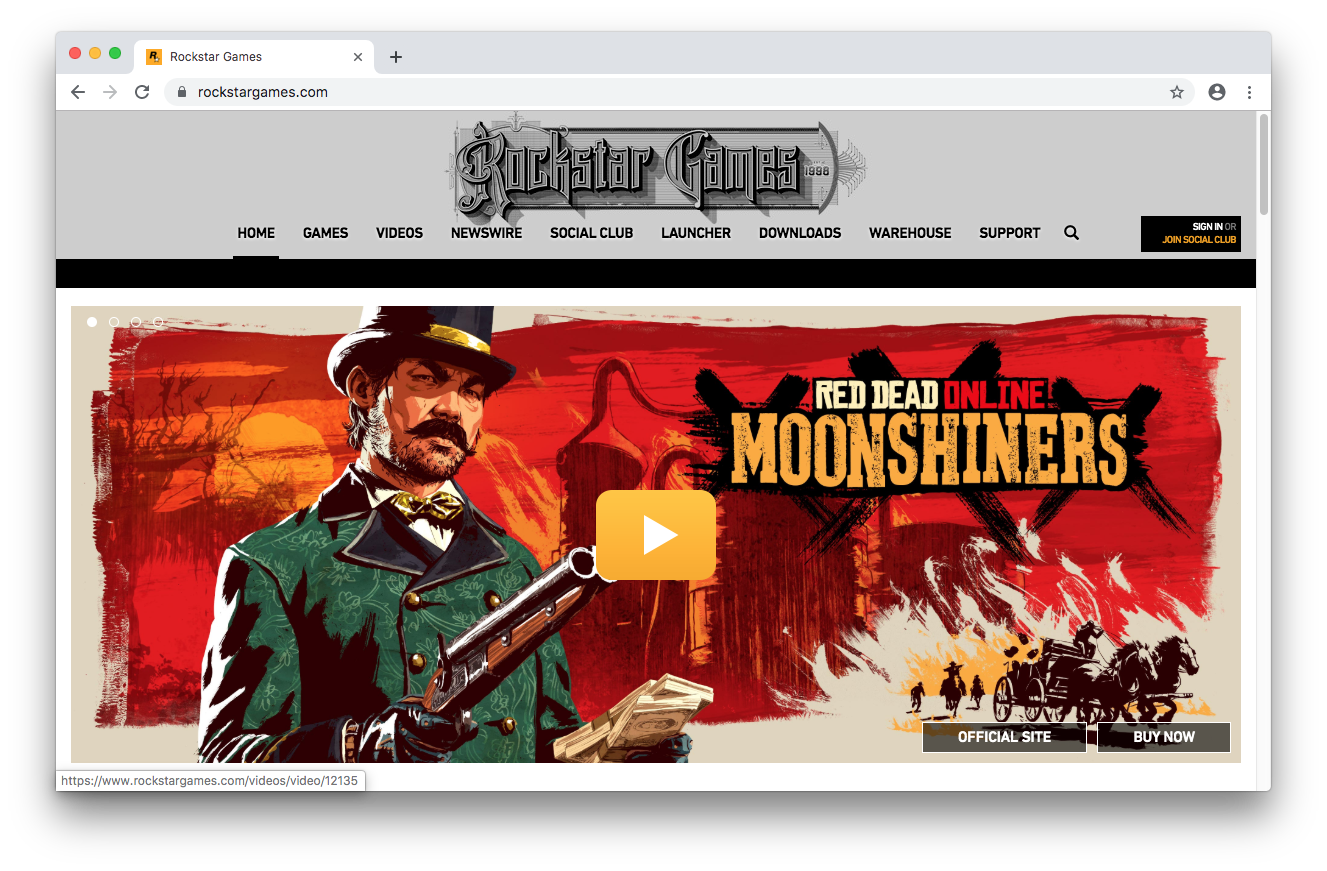 Rockstar Games
rockstargames.com
Rockstar Games 1998
HOME GAMES VIDEOS NEWSWIRE SOCIAL CLUB LAUNCHER DOWNLOADS WAREHOUSE SUPPORT
SIGN IN OR
JOIN SOCIAL CLUB
RED DEAD ONLINE
MOONSHINERS
OFFICIAL SITE BUY NOW
https://www.rockstargames.com/videos/video/12135